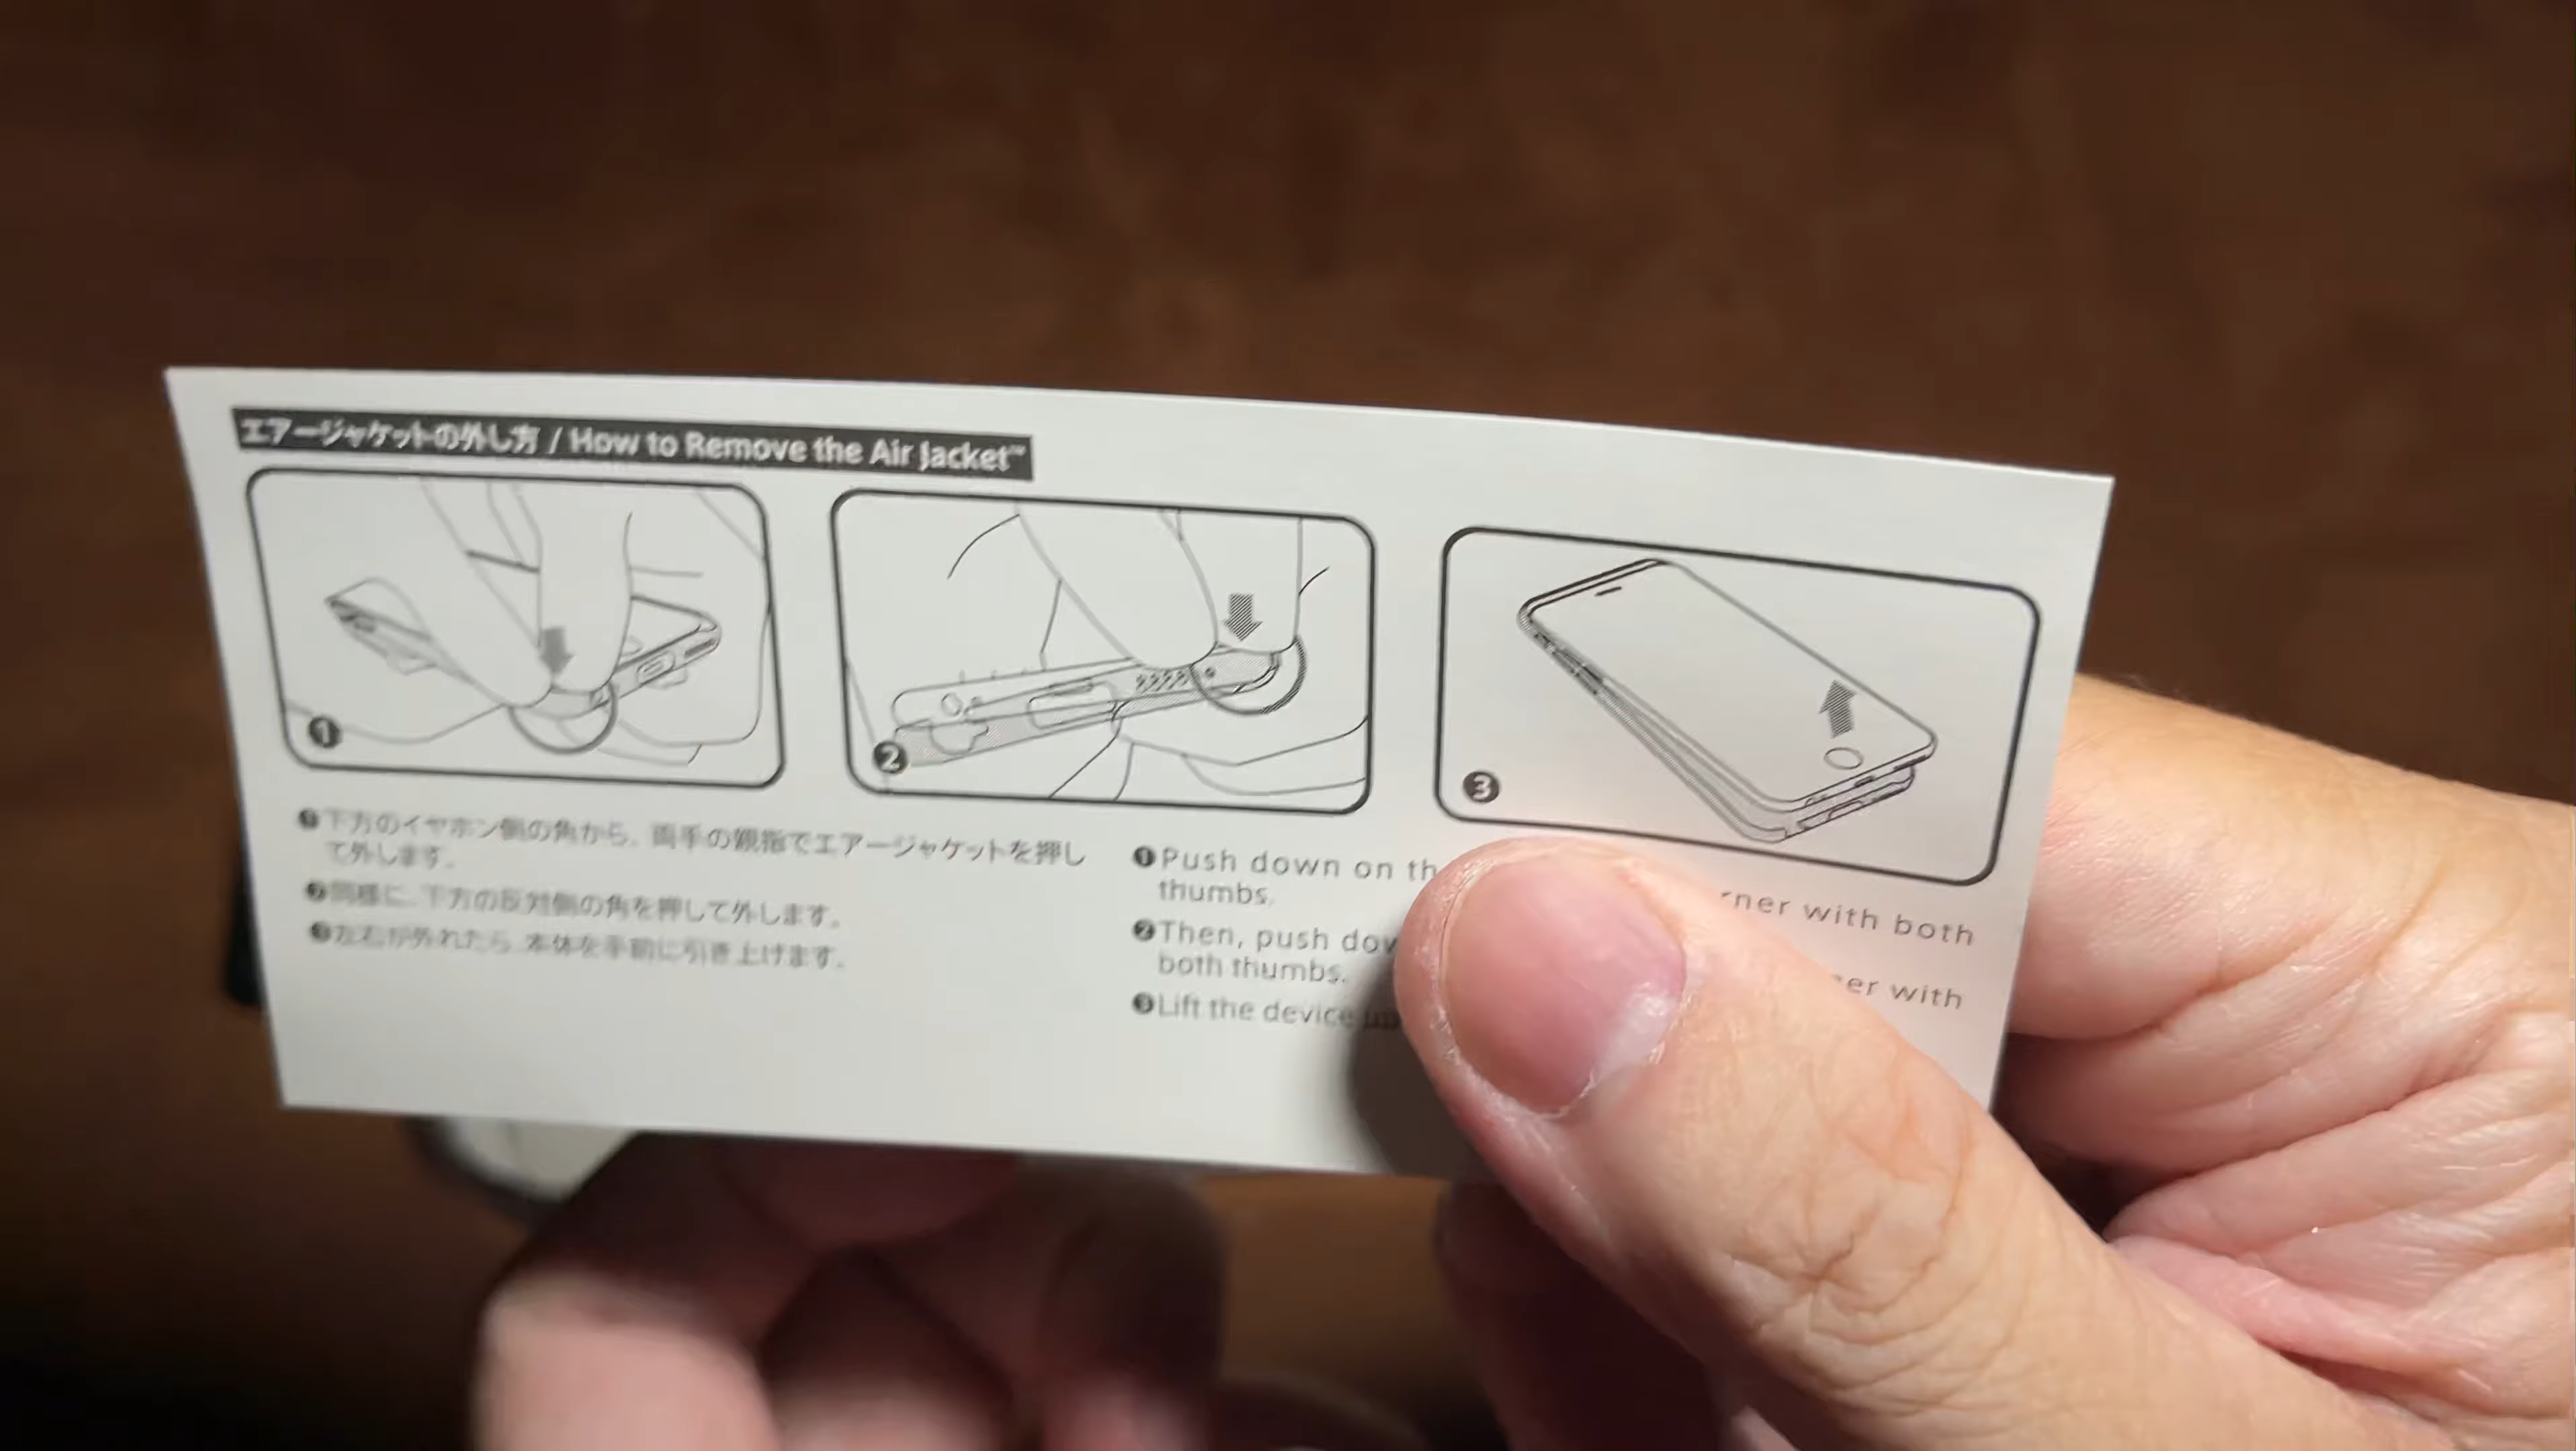 エアージャケットの外し方 / How to Remove the Air Jacket™
1
2
3
❶下方のイヤホン側の角から、両手の親指でエアージャケットを押し
て外します。
❷同様に、下方の反対側の角を押して外します。
❸左右が外れたら、本体を手前に引き上げます。
❶Push down on with both
thumbs.
❷Then, push with
both thumbs.
❸Lift the device